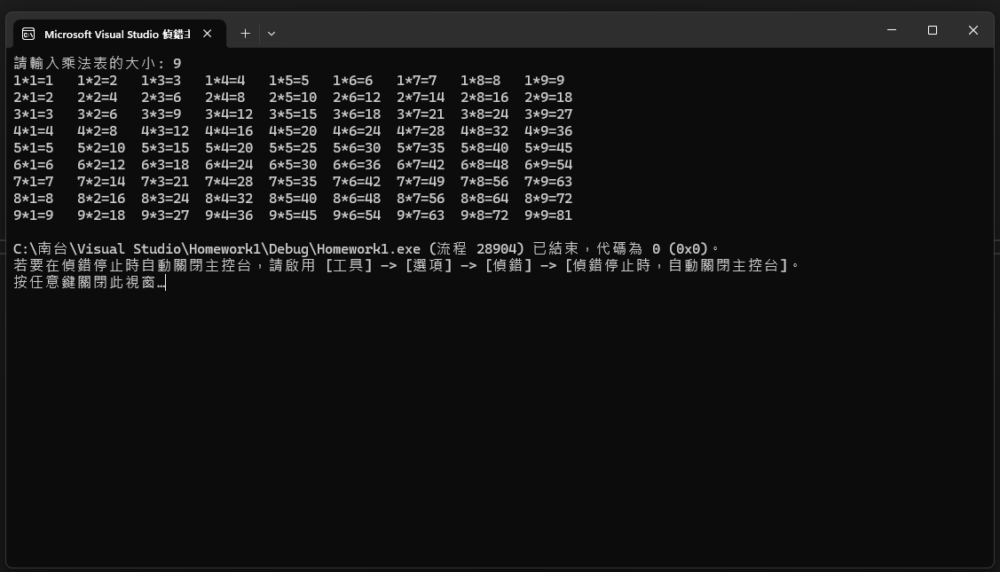 Microsoft Visual Studio 偵錯主
請輸入乘法表的大小: 9
1*1=1   1*2=2   1*3=3   1*4=4   1*5=5   1*6=6   1*7=7   1*8=8   1*9=9
2*1=2   2*2=4   2*3=6   2*4=8   2*5=10  2*6=12  2*7=14  2*8=16  2*9=18
3*1=3   3*2=6   3*3=9   3*4=12  3*5=15  3*6=18  3*7=21  3*8=24  3*9=27
4*1=4   4*2=8   4*3=12  4*4=16  4*5=20  4*6=24  4*7=28  4*8=32  4*9=36
5*1=5   5*2=10  5*3=15  5*4=20  5*5=25  5*6=30  5*7=35  5*8=40  5*9=45
6*1=6   6*2=12  6*3=18  6*4=24  6*5=30  6*6=36  6*7=42  6*8=48  6*9=54
7*1=7   7*2=14  7*3=21  7*4=28  7*5=35  7*6=42  7*7=49  7*8=56  7*9=63
8*1=8   8*2=16  8*3=24  8*4=32  8*5=40  8*6=48  8*7=56  8*8=64  8*9=72
9*1=9   9*2=18  9*3=27  9*4=36  9*5=45  9*6=54  9*7=63  9*8=72  9*9=81
C:\南台\Visual Studio\Homework1\Debug\Homework1.exe (流程 28904) 已結束，代碼為 0 (0x0)。
若要在偵錯停止時自動關閉主控台，請啟用 [工具] -> [選項] -> [偵錯] -> [偵錯停止時，自動關閉主控台]。
按任意鍵關閉此視窗…